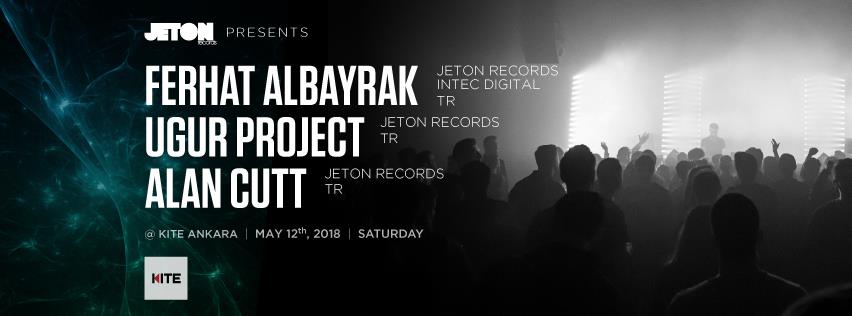 JETON records PRESENTS
FERHAT ALBAYRAK
JETON RECORDS
INTEC DIGITAL
TR
UGUR PROJECT
JETON RECORDS
TR
ALAN CUTT
JETON RECORDS
TR
@ KITE ANKARA | MAY 12th, 2018 | SATURDAY
KITE